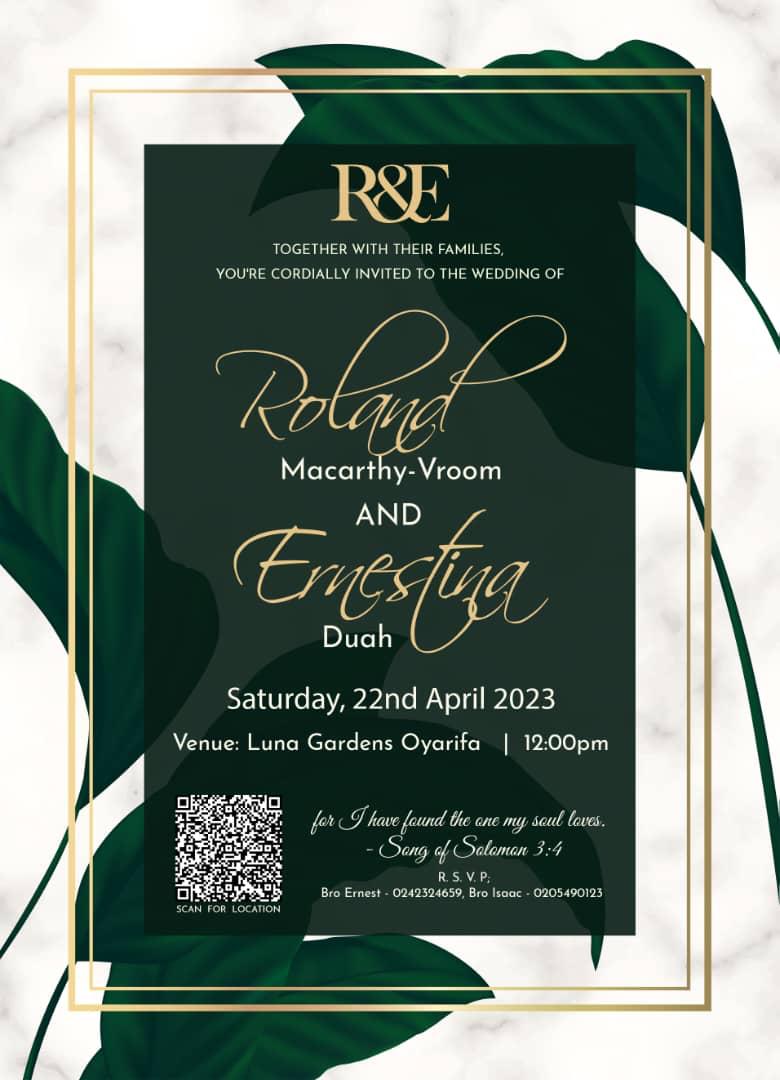 R&E
TOGETHER WITH THEIR FAMILIES,
YOU'RE CORDIALLY INVITED TO THE WEDDING OF
Roland
Macarthy-Vroom
AND
Ernestina
Duah
Saturday, 22nd April 2023
Venue: Luna Gardens Oyarifa | 12:00pm
for I have found the one my soul loves.
- Song of Solomon 3:4
R. S. V. P;
Bro Ernest - 0242324659, Bro Isaac - 0205490123
SCAN FOR LOCATION